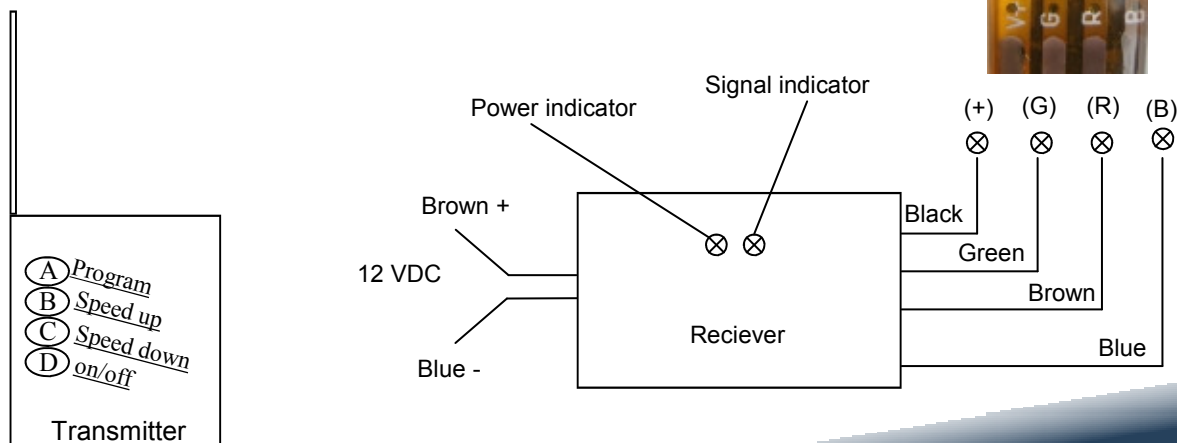 V+ G R B
Signal indicator
Power indicator
(+) (G) (R) (B)
Brown +
Black
12 VDC
Green
Brown
A Program
B Speed up
C Speed down
D on/off
Reciever
Blue
Blue -
Transmitter